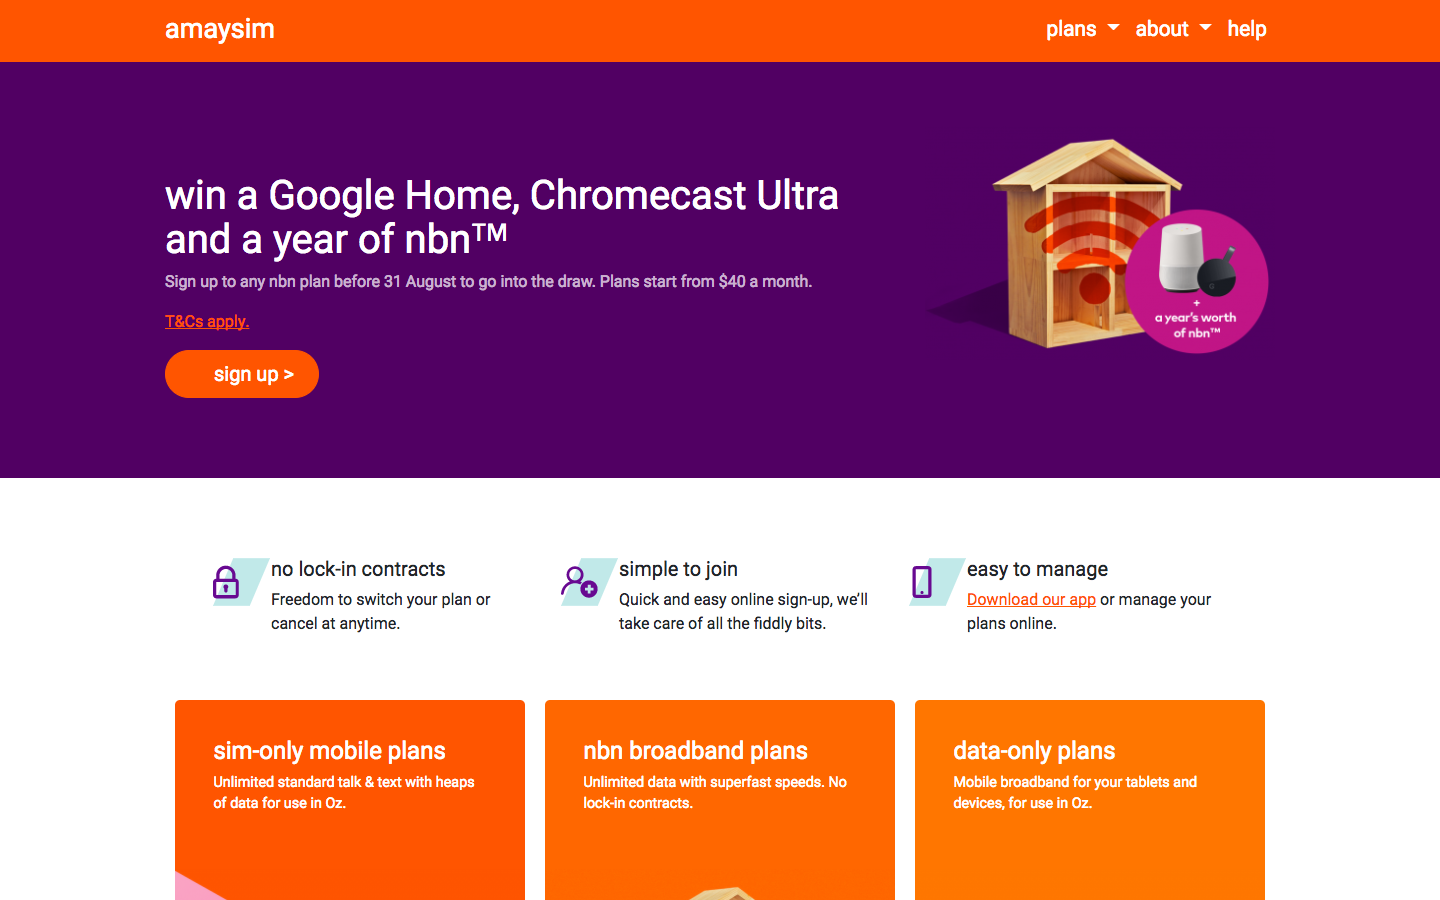 amaysim
plans about help
win a Google Home, Chromecast Ultra
and a year of nbn™
Sign up to any nbn plan before 31 August to go into the draw. Plans start from $40 a month.
T&Cs apply.
sign up >
+
a year's worth
of nbn™
no lock-in contracts
Freedom to switch your plan or
cancel at anytime.
simple to join
Quick and easy online sign-up, we'll
take care of all the fiddly bits.
easy to manage
Download our app or manage your
plans online.
sim-only mobile plans
Unlimited standard talk & text with heaps
of data for use in Oz.
nbn broadband plans
Unlimited data with superfast speeds. No
lock-in contracts.
data-only plans
Mobile broadband for your tablets and
devices, for use in Oz.